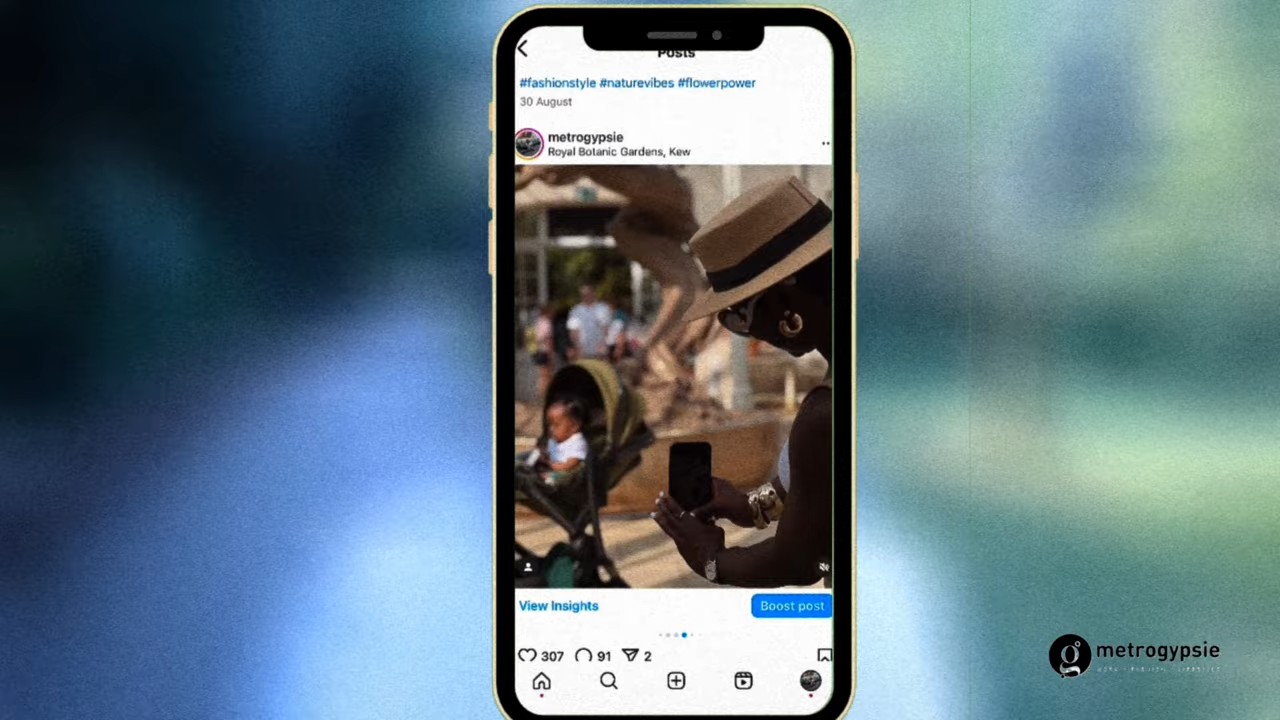 Posts
#fashionstyle #naturevibes #flowerpower
30 August
metrogypsie
Royal Botanic Gardens, Kew
View Insights
Boost post
307 91 2
metrogypsie